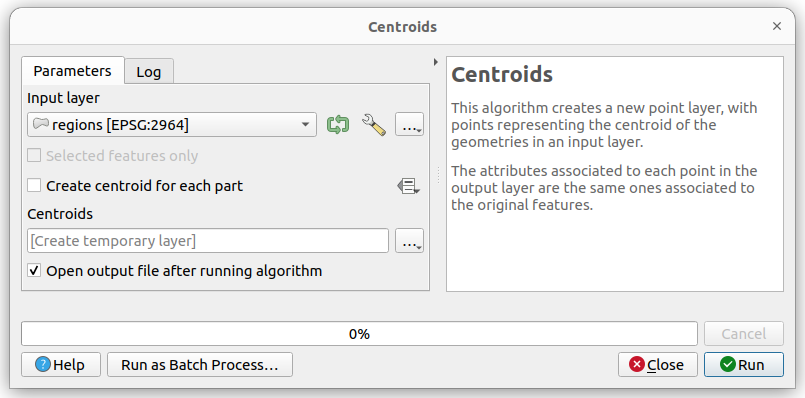 Centroids
Parameters
Log
Input layer
regions [EPSG:2964]
...
Selected features only
Create centroid for each part
Centroids
[Create temporary layer]
...
Open output file after running algorithm
Centroids
This algorithm creates a new point layer, with
points representing the centroid of the
geometries in an input layer.
The attributes associated to each point in the
output layer are the same ones associated to
the original features.
0%
Cancel
Help
Run as Batch Process…
Close
Run